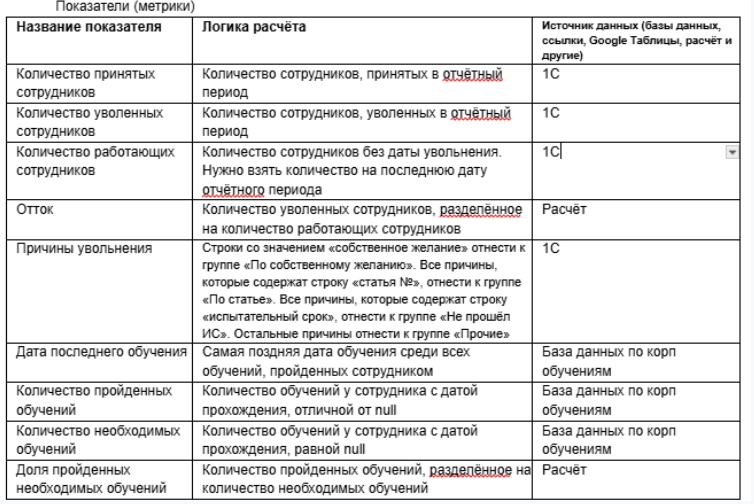 Показатели (метрики)
Название показателя
Логика расчёта
Источник данных (базы данных,
ссылки, Google Таблицы, расчёт и
другие)
Количество принятых
сотрудников
Количество сотрудников, принятых в отчётный
период
1С
Количество уволенных
сотрудников
Количество сотрудников, уволенных в отчётный
период
1С
Количество работающих
сотрудников
Количество сотрудников без даты увольнения.
Нужно взять количество на последнюю дату
отчётного периода
1С
Отток
Количество уволенных сотрудников, разделённое
на количество работающих сотрудников
Расчёт
Причины увольнения
Строки со значением «собственное желание» отнести к
группе «По собственному желанию». Все причины,
которые содержат строку «статья №», отнести к группе
«По статье». Все причины, которые содержат строку
«испытательный срок», отнести к группе «Не прошёл
ИС». Остальные причины отнести к группе «Прочие»
1С
Дата последнего обучения
Самая поздняя дата обучения среди всех
обучений, пройденных сотрудником
База данных по корп
обучениям
Количество пройденных
обучений
Количество обучений у сотрудника с датой
прохождения, отличной от null
База данных по корп
обучениям
Количество необходимых
обучений
Количество обучений у сотрудника с датой
прохождения, равной null
База данных по корп
обучениям
Доля пройденных
необходимых обучений
Количество пройденных обучений, разделённое на
количество необходимых обучений
Расчёт